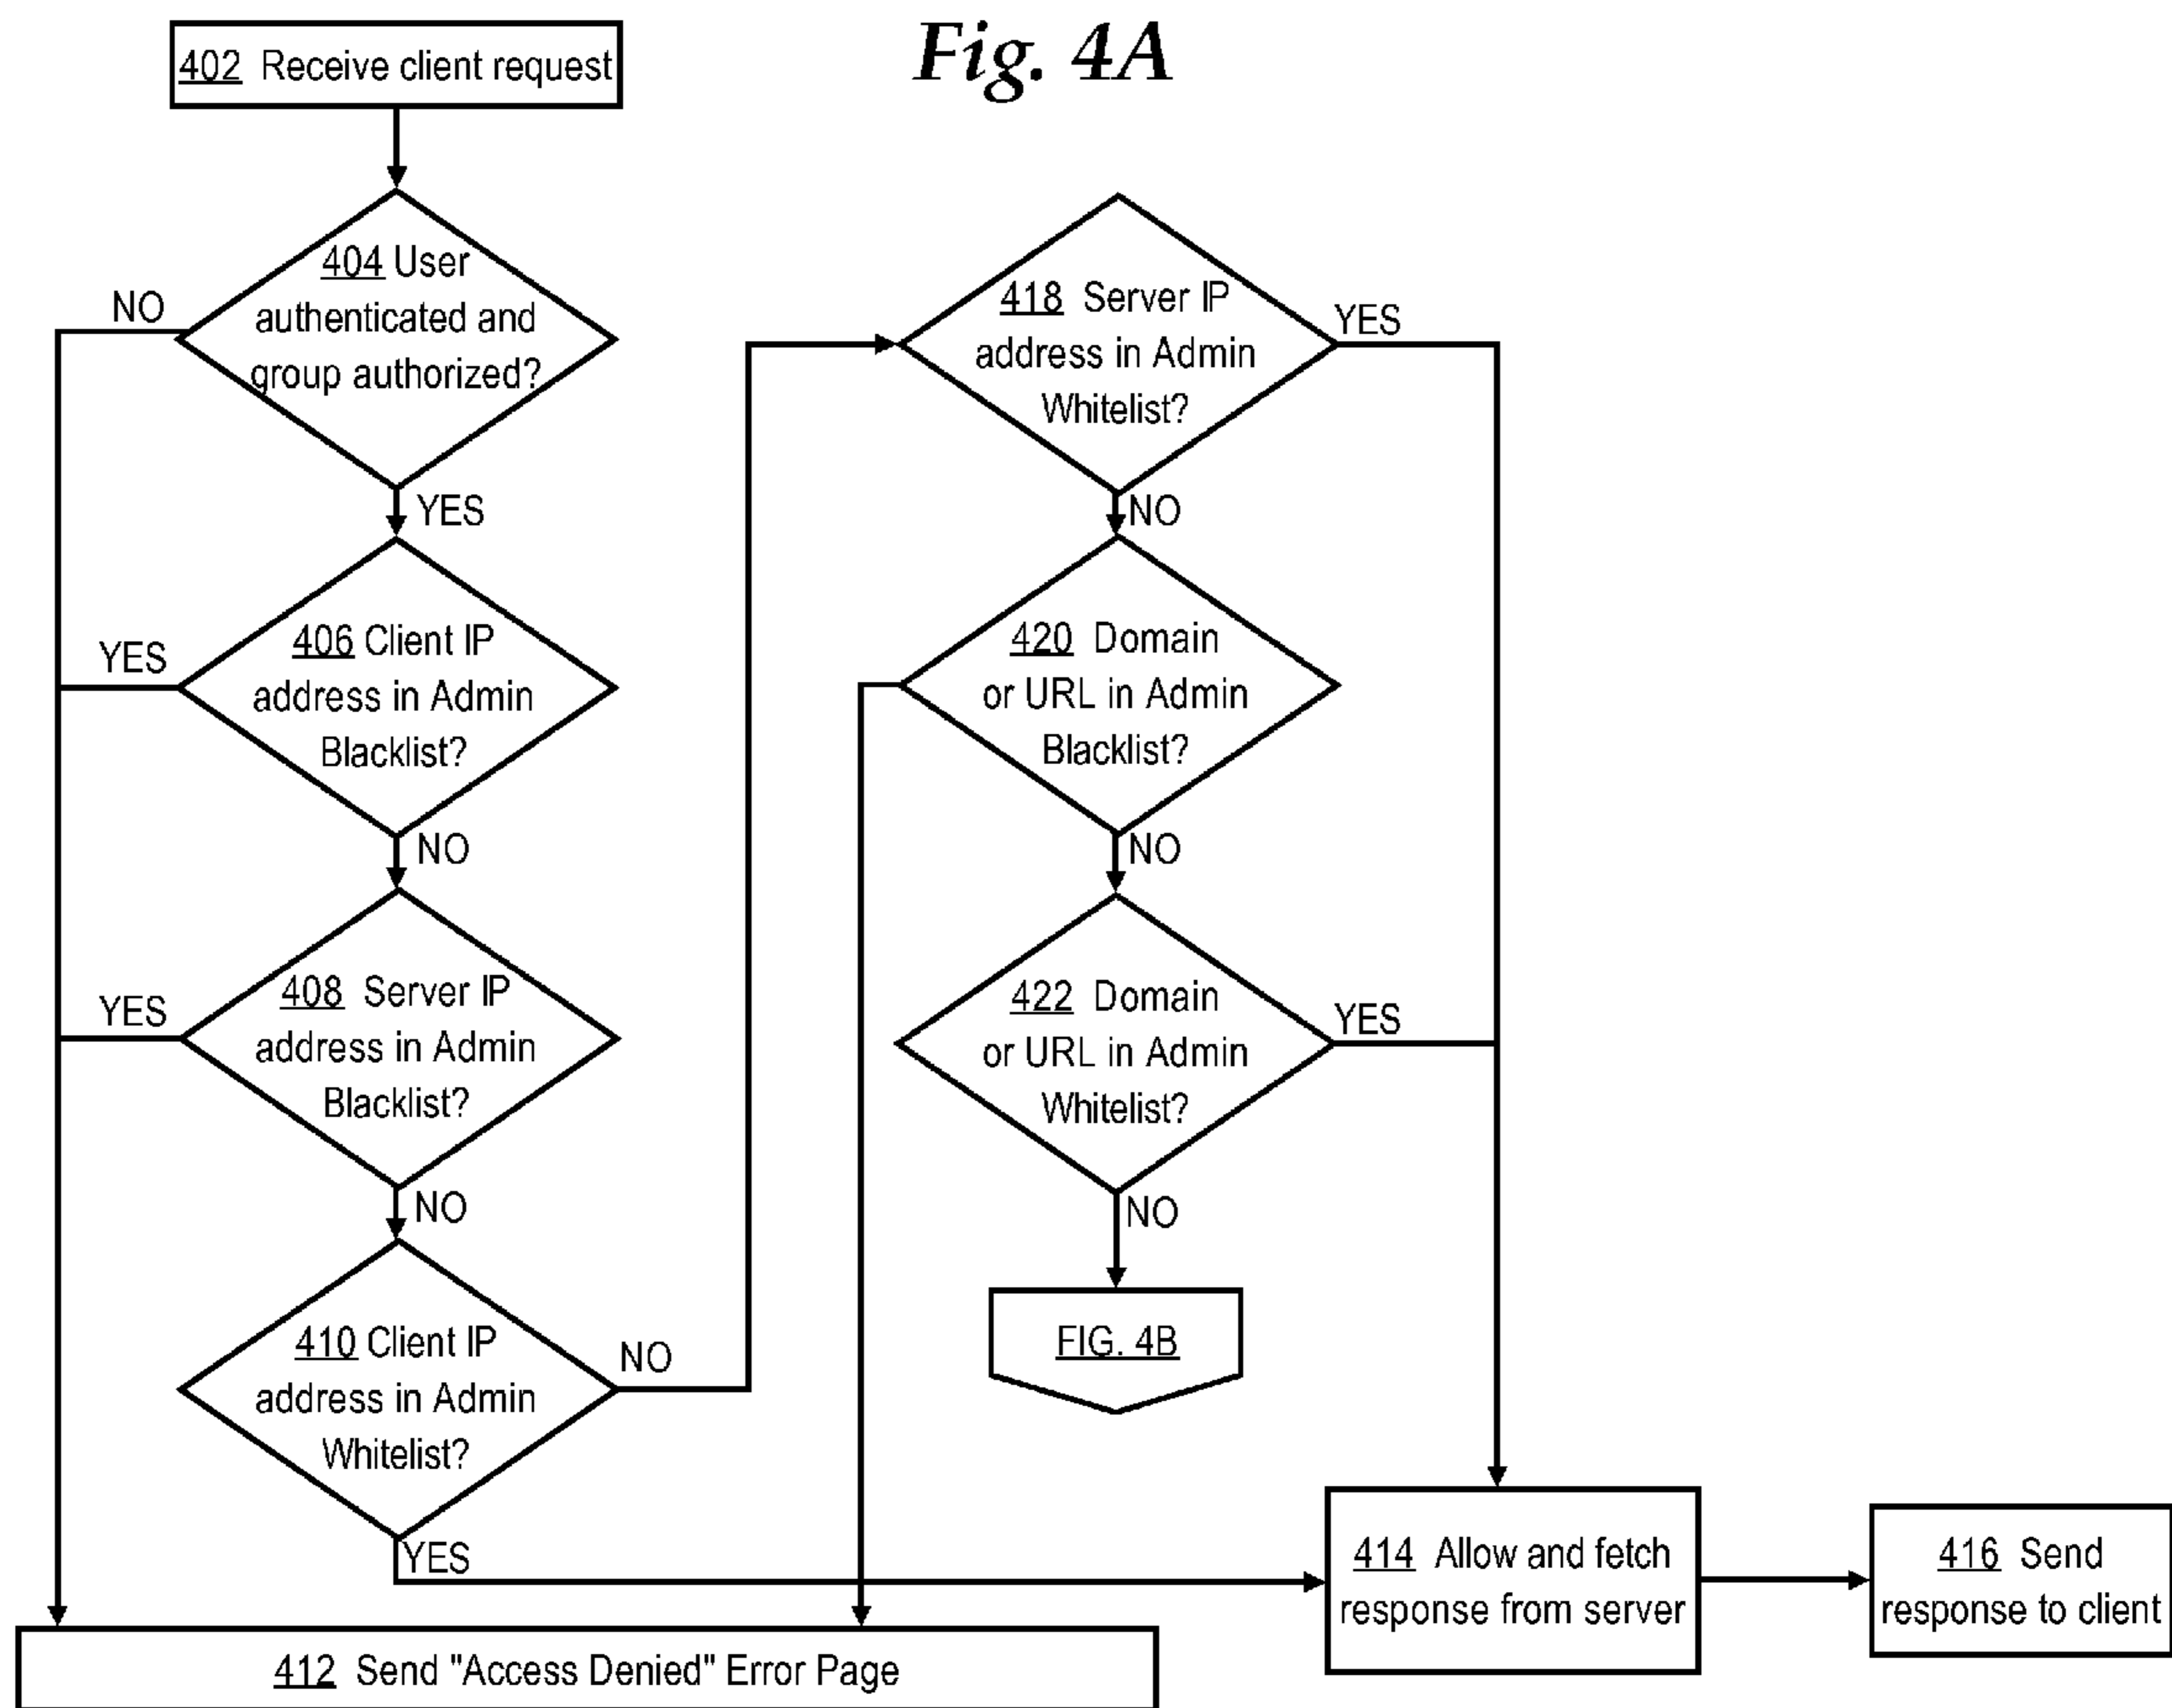 Fig. 4A
402 Receive client request
404 User
authenticated and
group authorized?
NO
YES
406 Client IP
address in Admin
Blacklist?
YES
NO
408 Server IP
address in Admin
Blacklist?
YES
NO
410 Client IP
address in Admin
Whitelist?
NO
YES
412 Send "Access Denied" Error Page
418 Server IP
address in Admin
Whitelist?
YES
NO
420 Domain
or URL in Admin
Blacklist?
NO
422 Domain
or URL in Admin
Whitelist?
YES
NO
FIG. 4B
414 Allow and fetch
response from server
416 Send
response to client